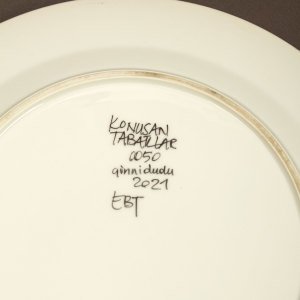 KONUSAN
TABAKLAR
0050
ginnidudu
2021
EBT